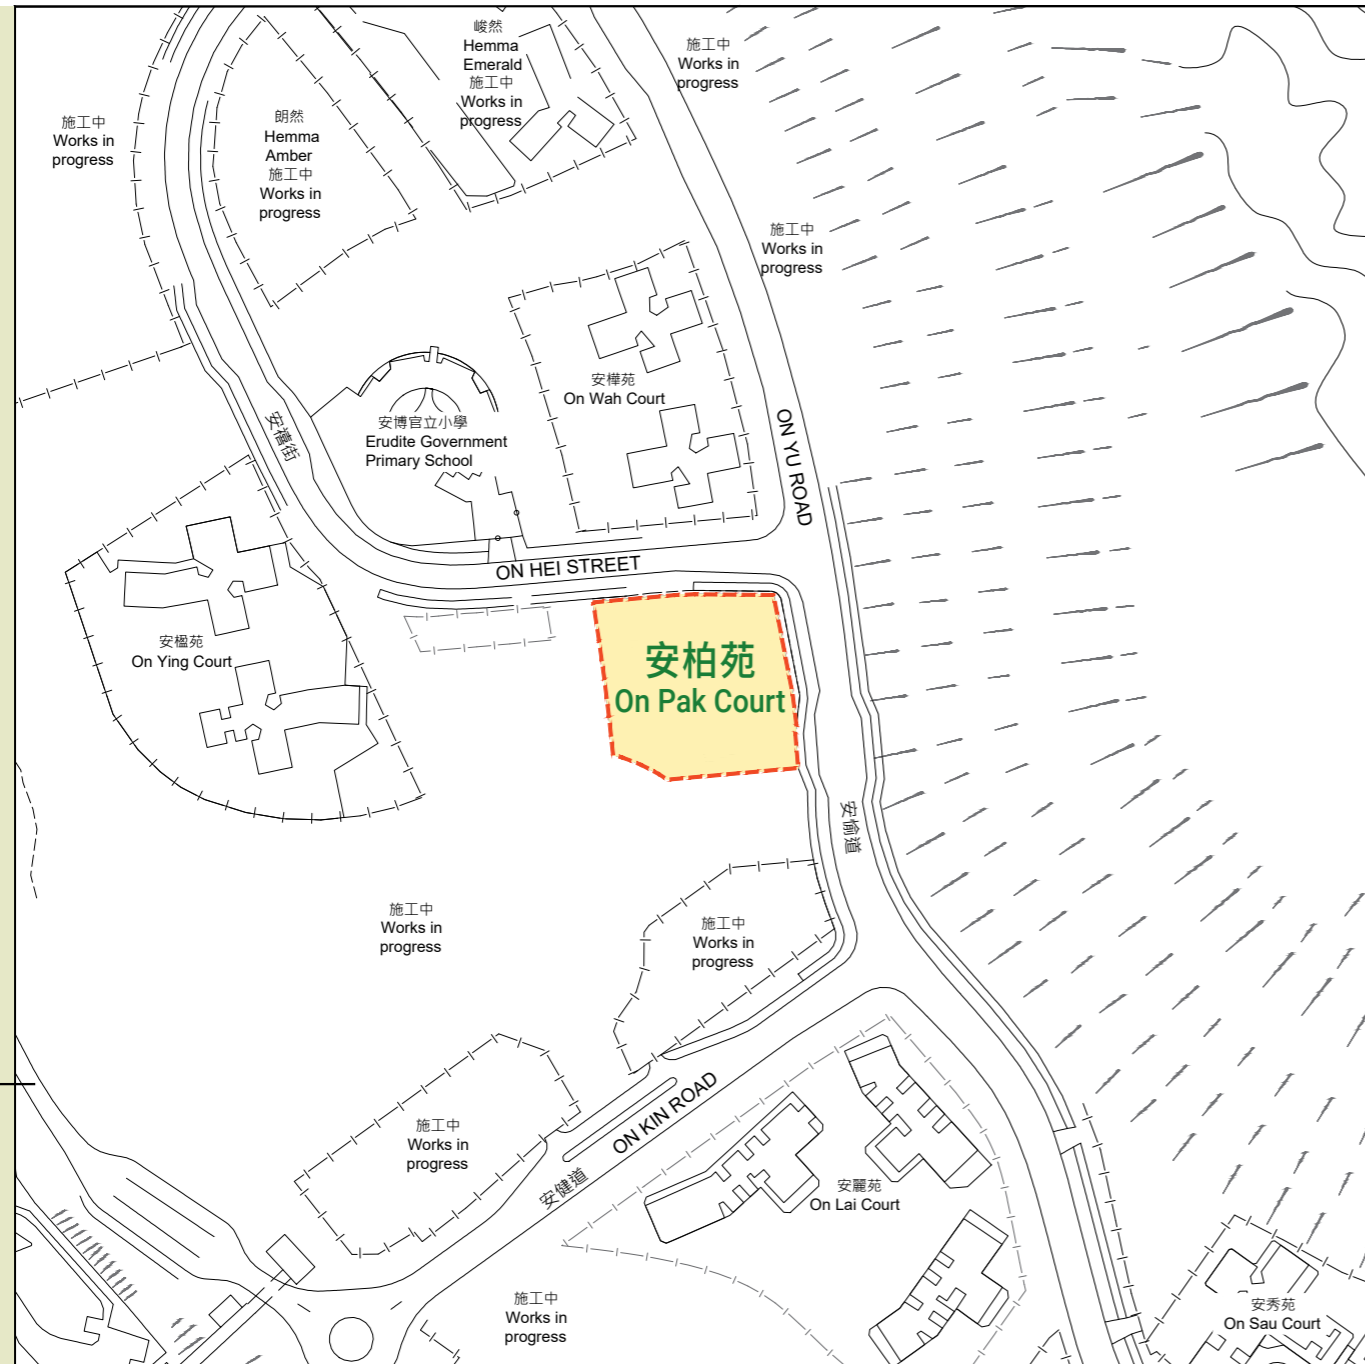 峻然
Hemma
Emerald
施工中
Works in
progress
施工中
Works in
progress
施工中
Works in
progress
朗然
Hemma
Amber
施工中
Works in
progress
施工中
Works in
progress
安樺苑
On Wah Court
安禧街
安博官立小學
Erudite Government
Primary School
ON YU ROAD
ON HEI STREET
安楹苑
On Ying Court
安柏苑
On Pak Court
安愉道
施工中
Works in
progress
施工中
Works in
progress
施工中
Works in
progress
ON KIN ROAD
安健道
安麗苑
On Lai Court
施工中
Works in
progress
安秀苑
On Sau Court